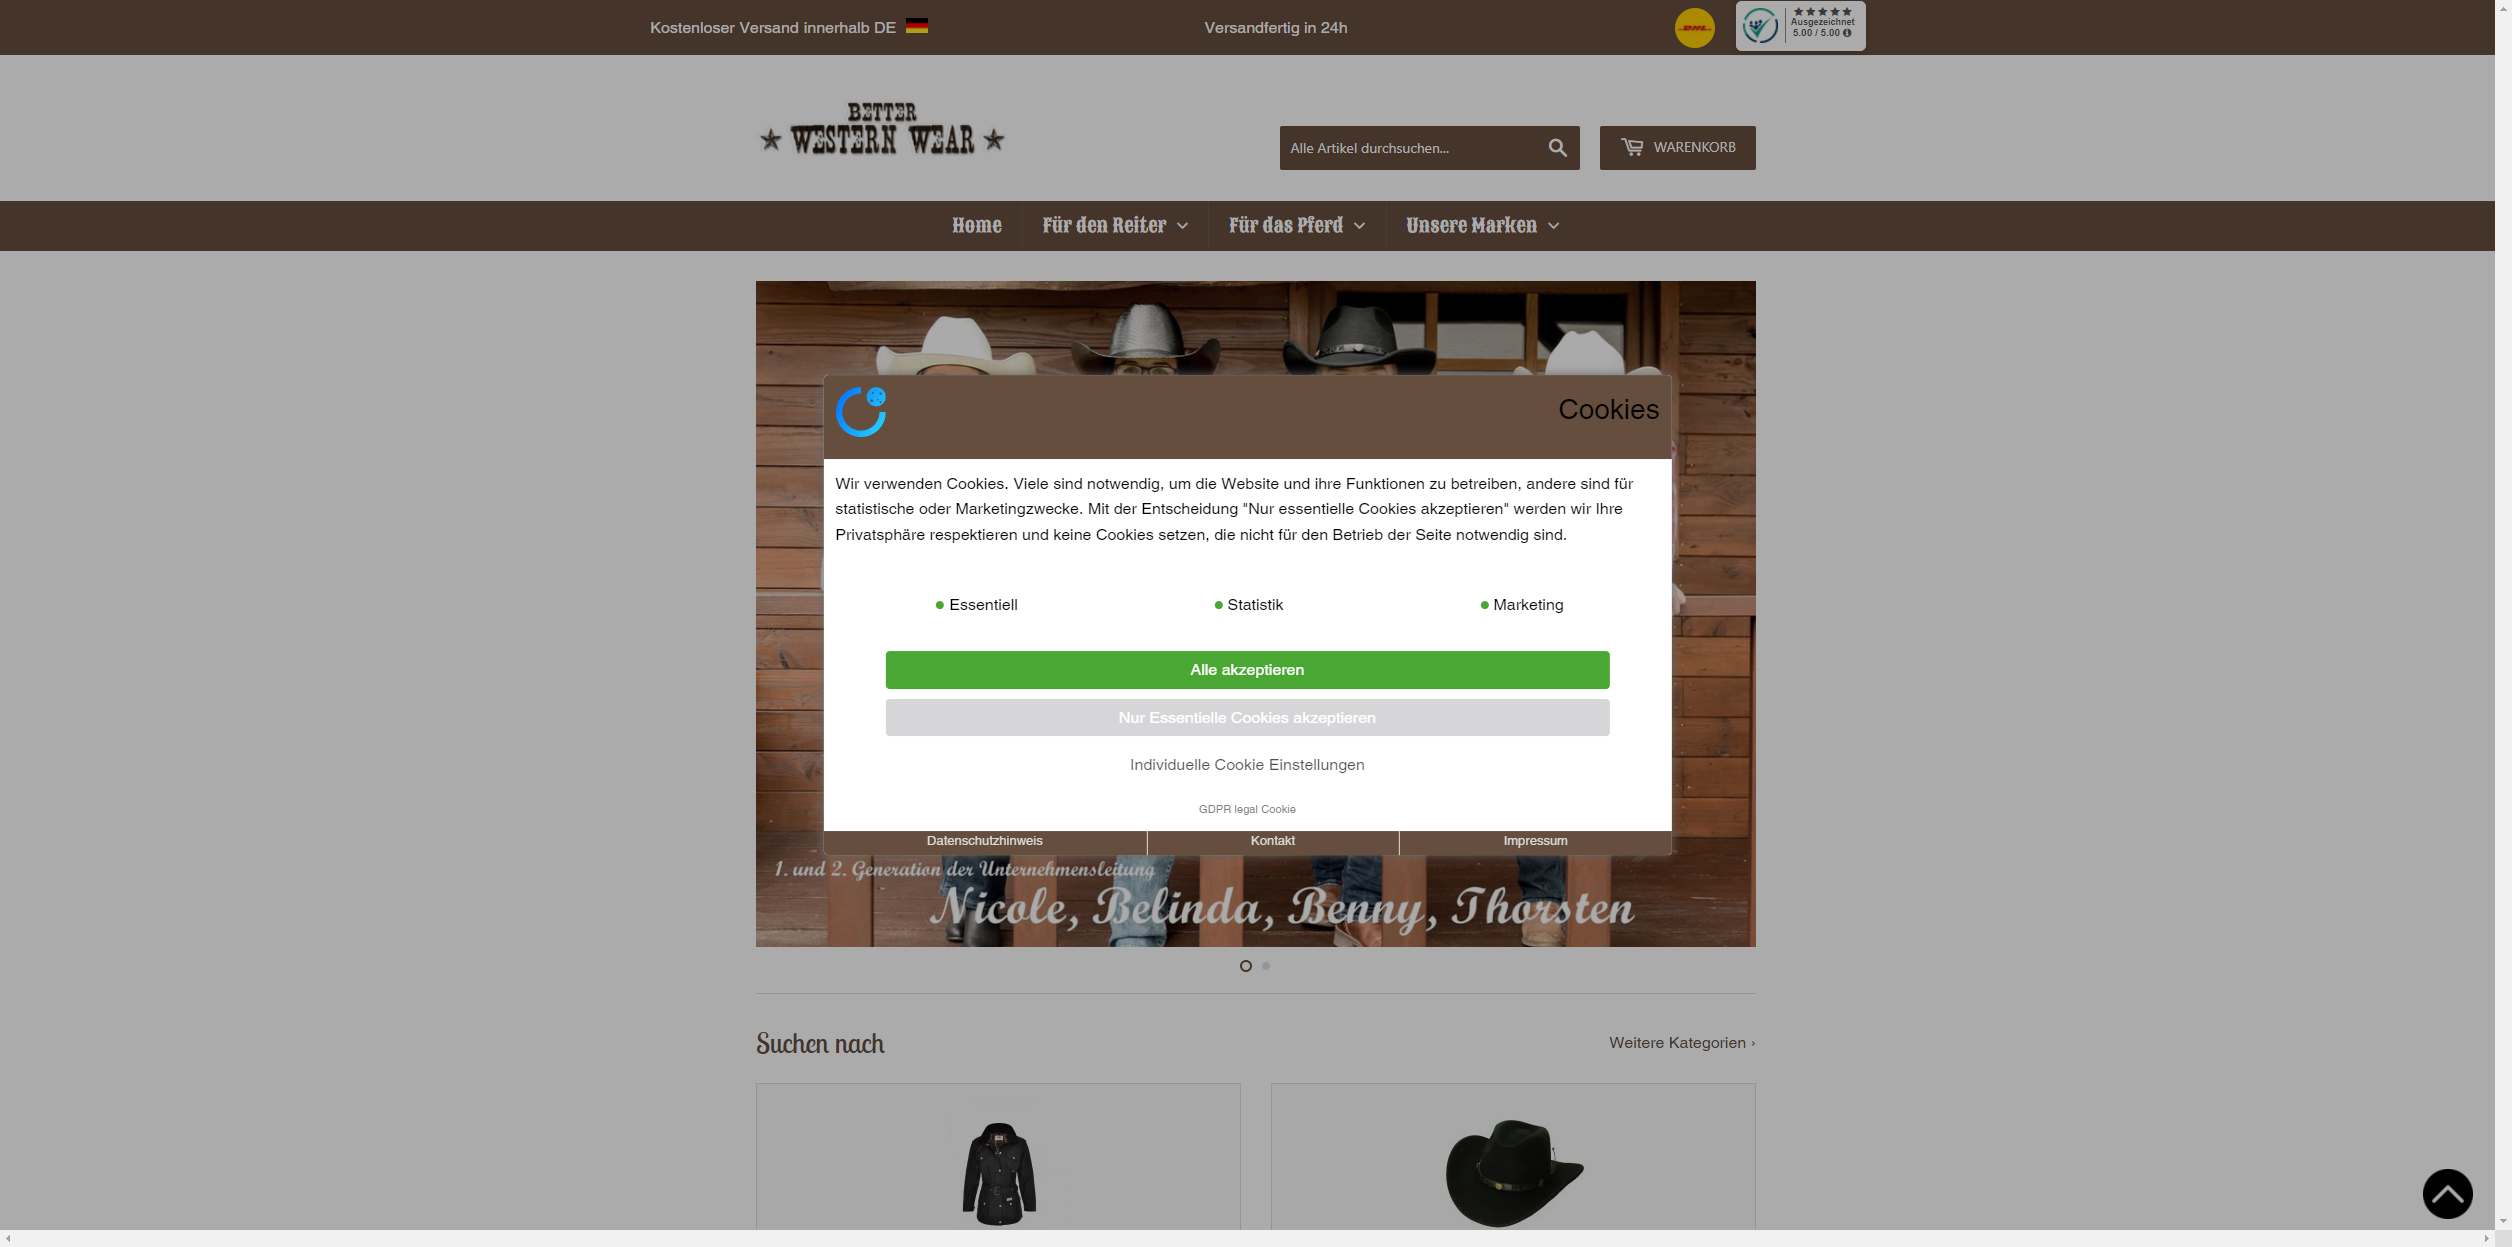 Kostenloser Versand innerhalb DE
Versandfertig in 24h
DHL
Ausgezeichnet
5.00 / 5.00
BETTER
WESTERN WEAR
Alle Artikel durchsuchen...
WARENKORB
Home
Für den Reiter
Für das Pferd
Unsere Marken
Cookies
Wir verwenden Cookies. Viele sind notwendig, um die Website und ihre Funktionen zu betreiben, andere sind für
statistische oder Marketingzwecke. Mit der Entscheidung "Nur essentielle Cookies akzeptieren" werden wir Ihre
Privatsphäre respektieren und keine Cookies setzen, die nicht für den Betrieb der Seite notwendig sind.
Essentiell
Statistik
Marketing
Alle akzeptieren
Nur Essentielle Cookies akzeptieren
Individuelle Cookie Einstellungen
GDPR legal Cookie
Datenschutzhinweis
Kontakt
Impressum
1. und 2. Generation der Unternehmensleitung
Nicole, Belinda, Benny, Thorsten
Suchen nach
Weitere Kategorien ›